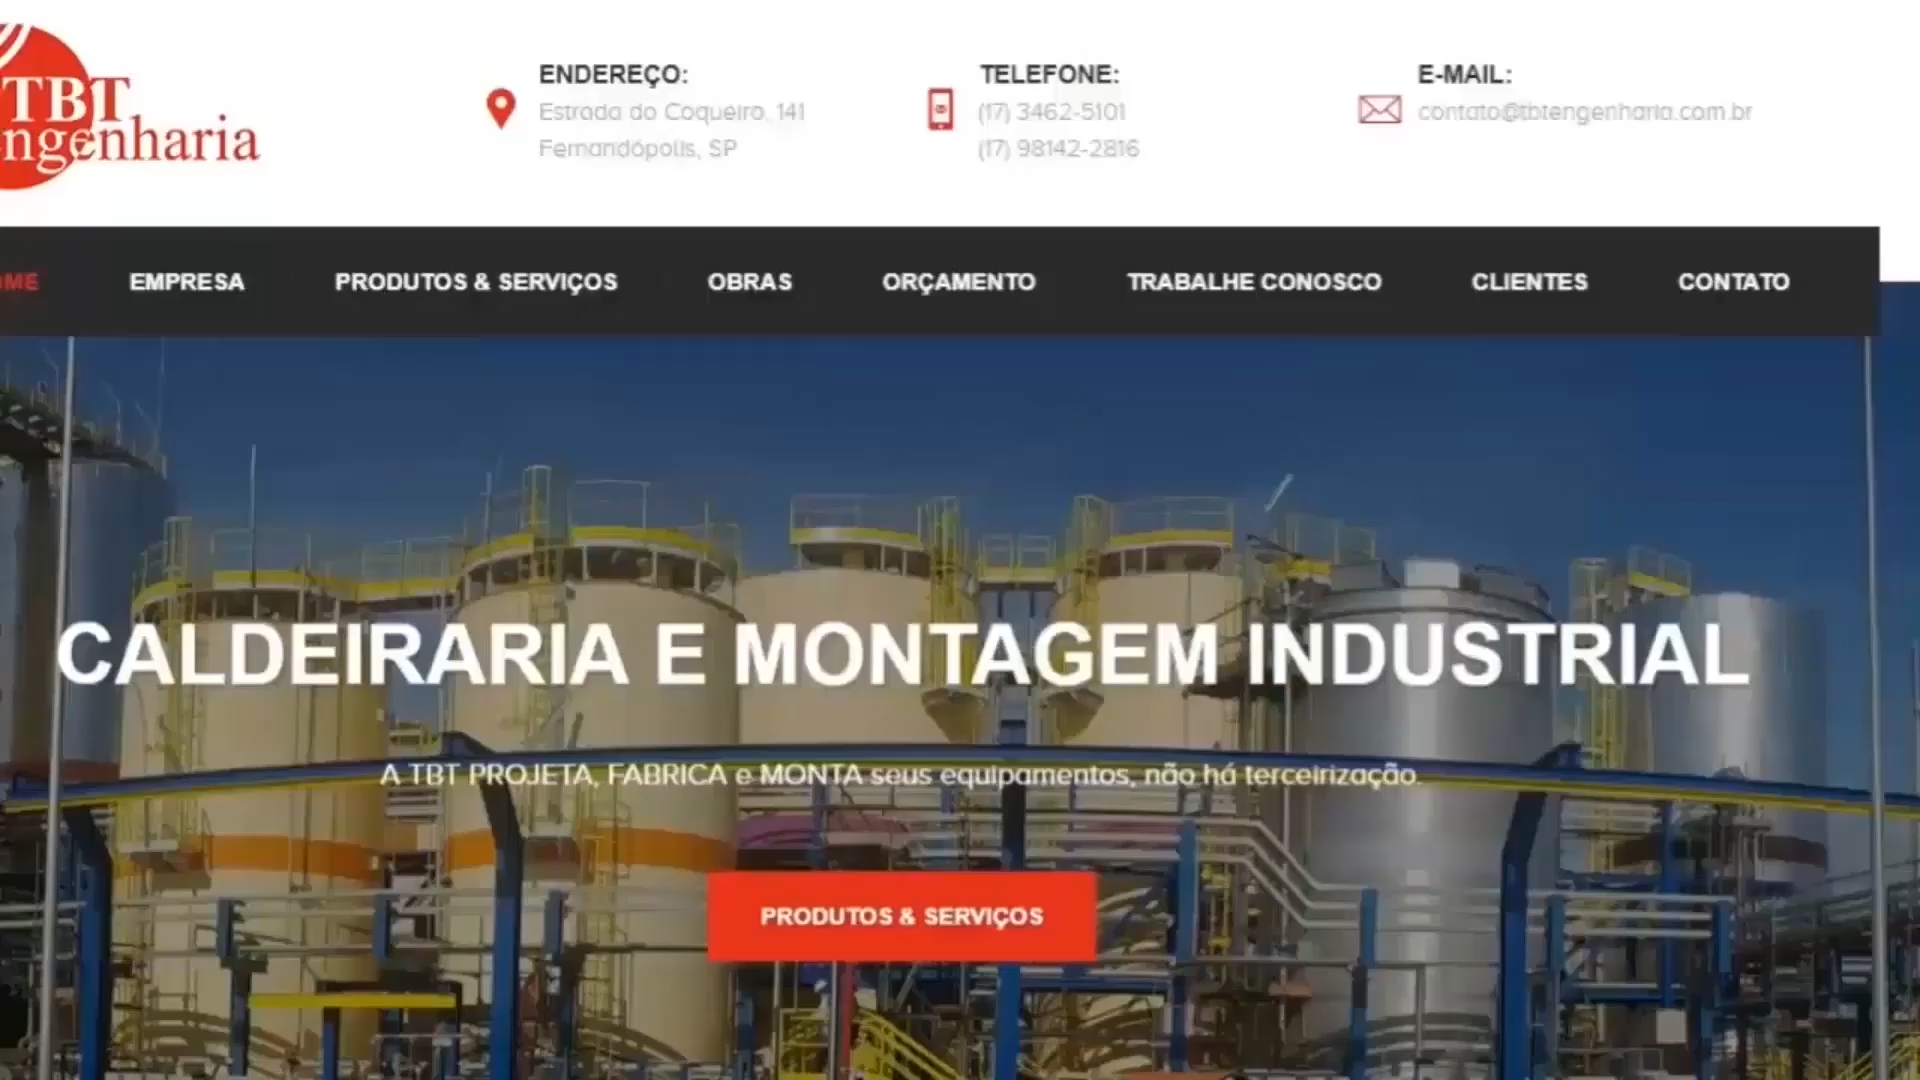 TBT
engenharia
ENDEREÇO:
Estrada do Coqueiro, 141
Fernandópolis, SP
TELEFONE:
(17) 3462-5101
(17) 98142-2816
E-MAIL:
contato@tbtengenharia.com.br
OME EMPRESA PRODUTOS & SERVIÇOS OBRAS ORÇAMENTO TRABALHE CONOSCO CLIENTES CONTATO
CALDEIRARIA E MONTAGEM INDUSTRIAL
A TBT PROJETA, FABRICA e MONTA seus equipamentos, não há terceirização.
PRODUTOS & SERVIÇOS